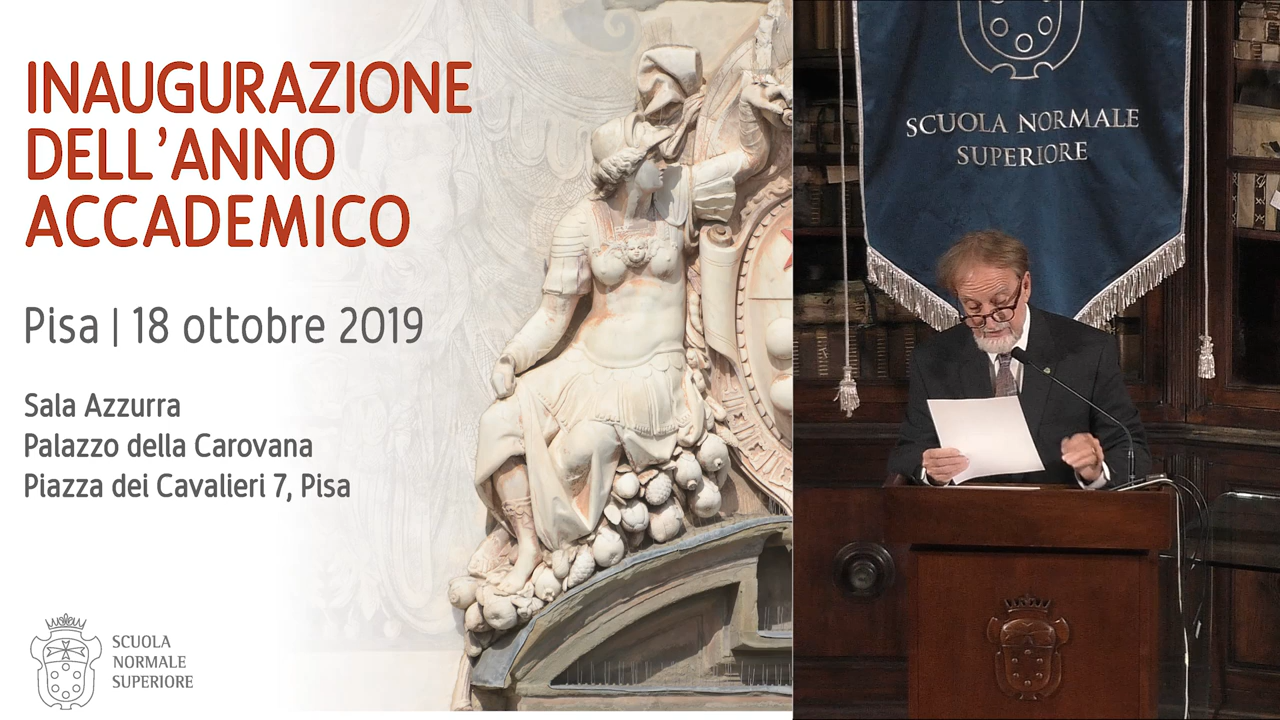 INAUGURAZIONE
DELL'ANNO
ACCADEMICO
Pisa | 18 ottobre 2019
Sala Azzurra
Palazzo della Carovana
Piazza dei Cavalieri 7, Pisa
SCUOLA
NORMALE
SUPERIORE
SCUOLA NORMALE
SUPERIORE